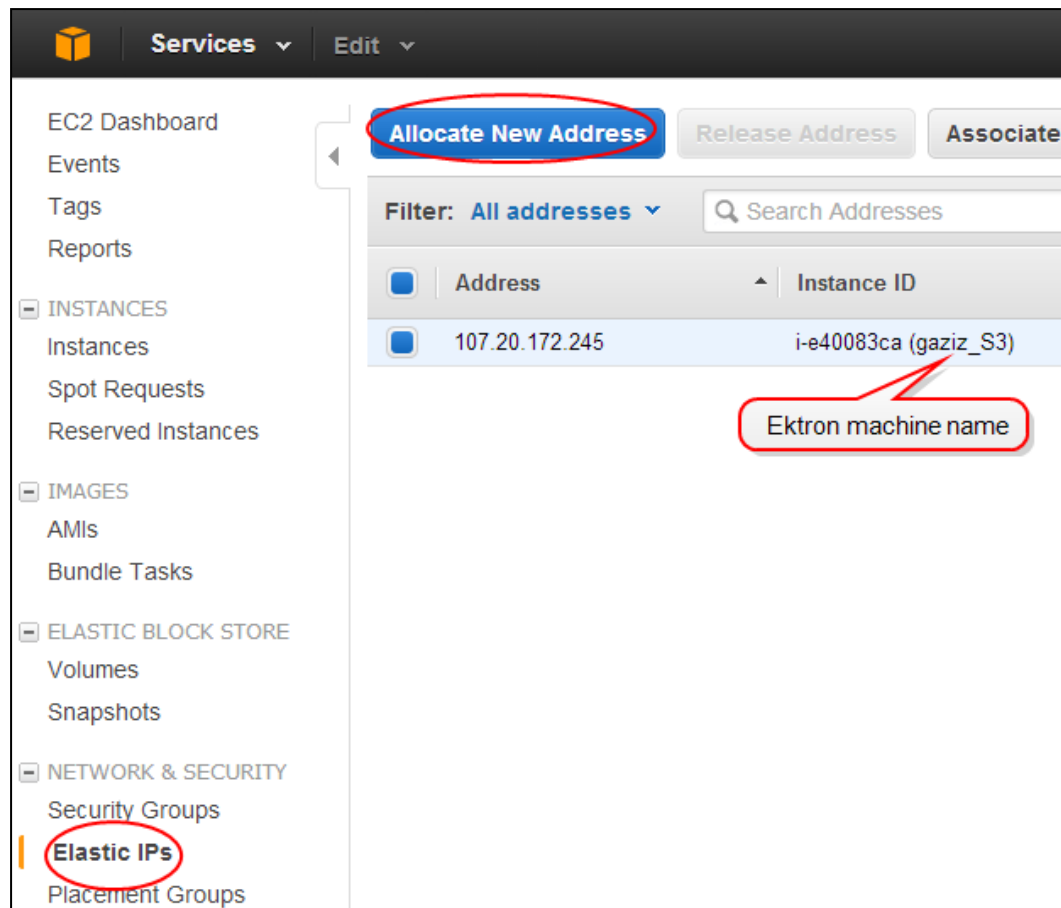 Services Edit
EC2 Dashboard
Events
Tags
Reports
INSTANCES
Instances
Spot Requests
Reserved Instances
IMAGES
AMIs
Bundle Tasks
ELASTIC BLOCK STORE
Volumes
Snapshots
NETWORK & SECURITY
Security Groups
Elastic IPs
Placement Groups
Allocate New Address Release Address Associate
Filter: All addresses Search Addresses
Address Instance ID
107.20.172.245 i-e40083ca (gaziz_S3)
Ektron machine name